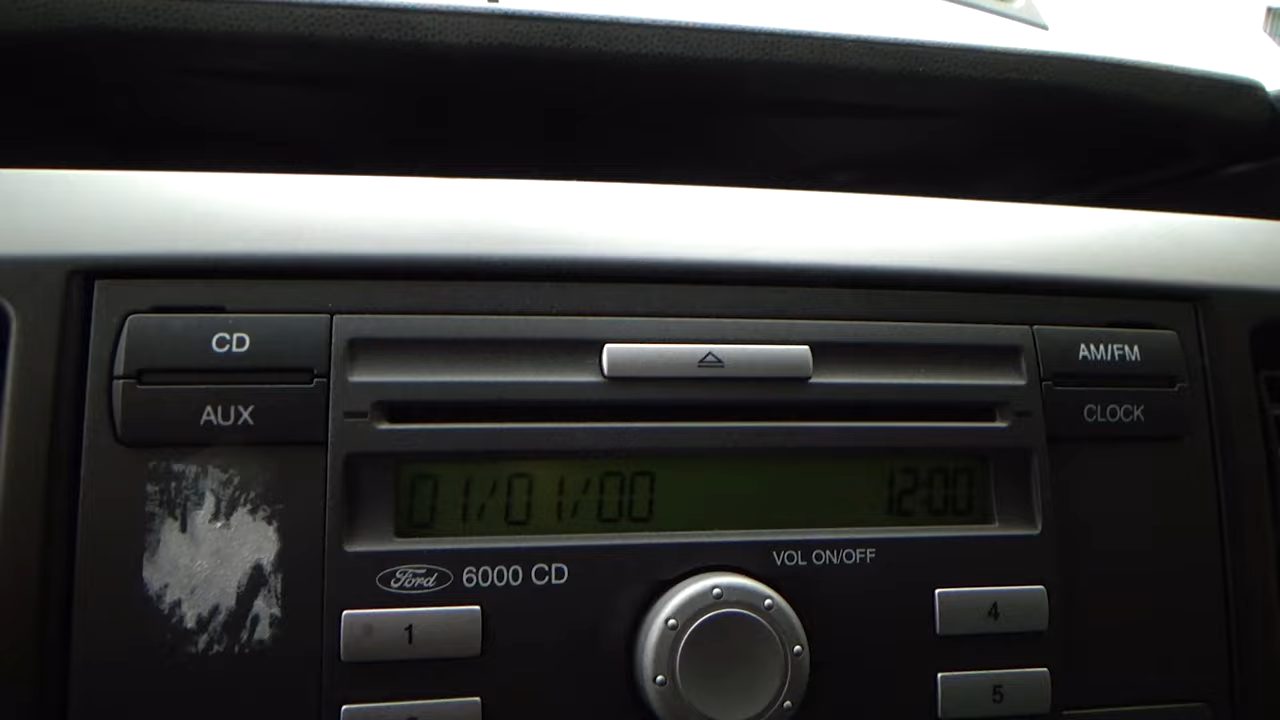 CD
AM/FM
AUX
CLOCK
01/01/00 12:00
VOL ON/OFF
Ford 6000 CD
1
4
5